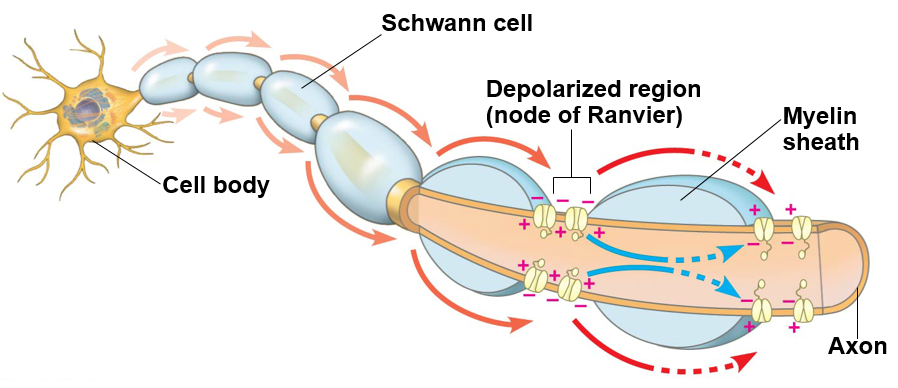 Schwann cell
Depolarized region
(node of Ranvier)
Myelin
sheath
Cell body
Axon